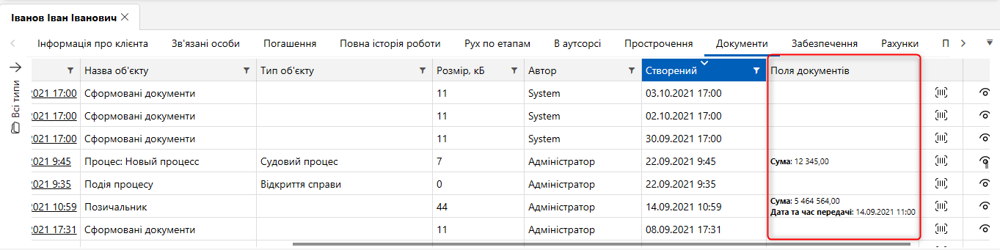 Іванов Іван Іванович
Інформація про клієнта Зв'язані особи Погашення Повна історія роботи Рух по етапам В аутсорсі Прострочення Документи Забезпечення Рахунки П
Всі типи
Назва об'єкту Тип об'єкту Розмір, кБ Автор Створений Поля документів
2021 17:00 Сформовані документи 11 System 03.10.2021 17:00
2021 17:00 Сформовані документи 11 System 02.10.2021 17:00
2021 17:00 Сформовані документи 11 System 30.09.2021 17:00
2021 9:45 Процес: Новый процесс Судовий процес 7 Адміністратор 22.09.2021 9:45 Сума: 12 345,00
2021 9:35 Подія процесу Відкриття справи 0 Адміністратор 22.09.2021 9:35
2021 10:59 Позичальник 44 Адміністратор 14.09.2021 10:59 Сума: 5 464 564,00
Дата та час передачі: 14.09.2021 11:00
2021 17:31 Сформовані документи 11 Адміністратор 08.09.2021 17:31